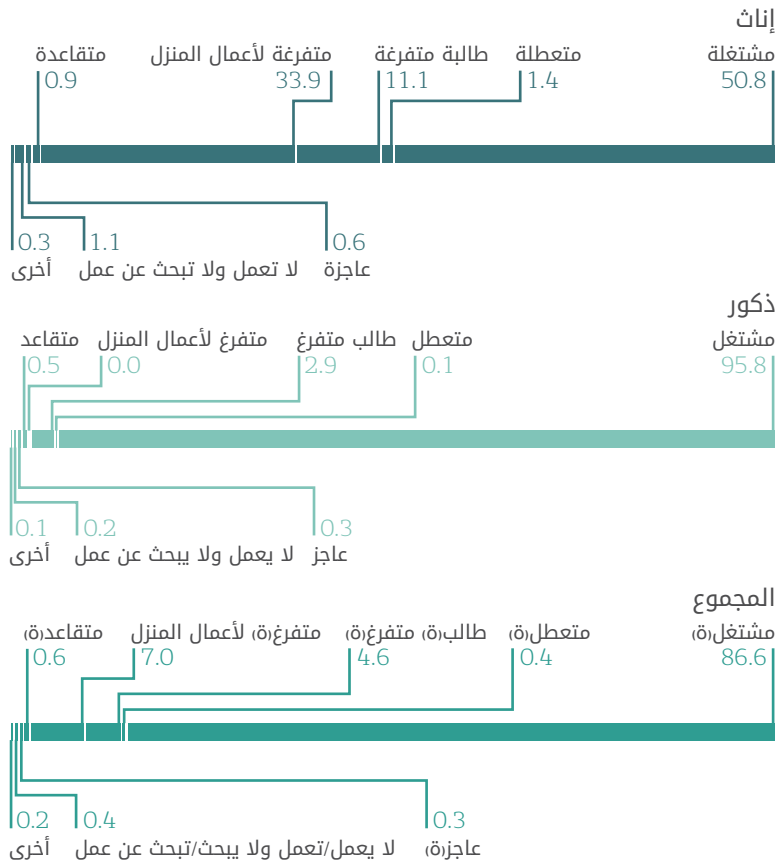 إناث
مشتغلة متعطلة طالبة متفرغة متفرغة لأعمال المنزل متقاعدة
50.8 1.4 11.1 33.9 0.9
0.6 1.1 0.3
عاجزة لا تعمل ولا تبحث عن عمل أخرى
ذكور
مشتغل متعطل طالب متفرغ متفرغ لأعمال المنزل متقاعد
95.8 0.1 2.9 0.0 0.5
0.3 0.2 0.1
عاجز لا يعمل ولا يبحث عن عمل أخرى
المجموع
مشتغل(ة) متعطل(ة) طالب(ة) متفرغ(ة) متفرغ(ة) لأعمال المنزل متقاعد(ة)
86.6 0.4 4.6 7.0 0.6
0.3 0.4 0.2
عاجز(ة) لا يعمل/تعمل ولا يبحث/تبحث عن عمل أخرى